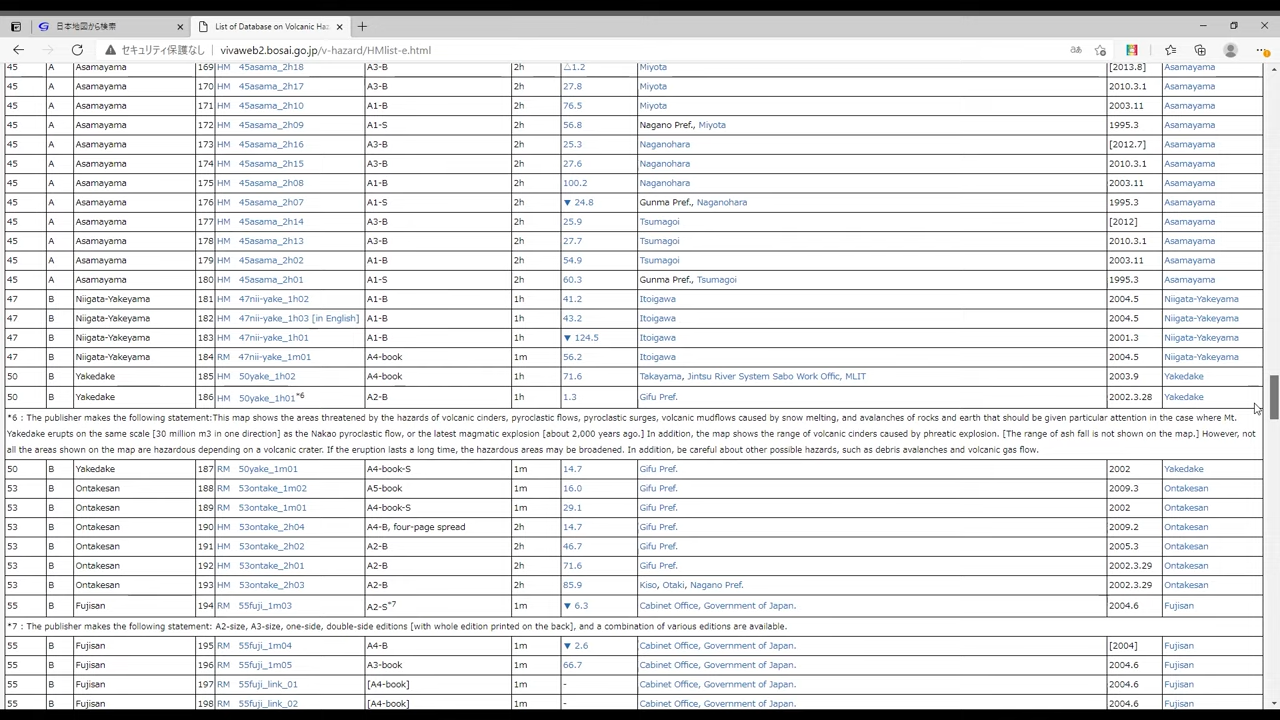 日本地図から検索
List of Database on Volcanic Haz
セキュリティ保護なし vivaweb2.bosai.go.jp/v-hazard/HMlist-e.html
45 A Asamayama 169 HM 45asama_2h18 A3-B 2h △1.2 Miyota [2013.8] Asamayama
45 A Asamayama 170 HM 45asama_2h17 A3-B 2h 27.8 Miyota 2010.3.1 Asamayama
45 A Asamayama 171 HM 45asama_2h10 A1-B 2h 76.5 Miyota 2003.11 Asamayama
45 A Asamayama 172 HM 45asama_2h09 A1-S 2h 56.8 Nagano Pref., Miyota 1995.3 Asamayama
45 A Asamayama 173 HM 45asama_2h16 A3-B 2h 25.3 Naganohara [2012.7] Asamayama
45 A Asamayama 174 HM 45asama_2h15 A3-B 2h 27.6 Naganohara 2010.3.1 Asamayama
45 A Asamayama 175 HM 45asama_2h08 A1-B 2h 100.2 Naganohara 2003.11 Asamayama
45 A Asamayama 176 HM 45asama_2h07 A1-S 2h ▼ 24.8 Gunma Pref., Naganohara 1995.3 Asamayama
45 A Asamayama 177 HM 45asama_2h14 A3-B 2h 25.9 Tsumagoi [2012] Asamayama
45 A Asamayama 178 HM 45asama_2h13 A3-B 2h 27.7 Tsumagoi 2010.3.1 Asamayama
45 A Asamayama 179 HM 45asama_2h02 A1-B 2h 54.9 Tsumagoi 2003.11 Asamayama
45 A Asamayama 180 HM 45asama_2h01 A1-S 2h 60.3 Gunma Pref., Tsumagoi 1995.3 Asamayama
47 B Niigata-Yakeyama 181 HM 47nii-yake_1h02 A1-B 1h 41.2 Itoigawa 2004.5 Niigata-Yakeyama
47 B Niigata-Yakeyama 182 HM 47nii-yake_1h03 [in English] A1-B 1h 43.2 Itoigawa 2004.5 Niigata-Yakeyama
47 B Niigata-Yakeyama 183 HM 47nii-yake_1h01 A1-B 1h ▼ 124.5 Itoigawa 2001.3 Niigata-Yakeyama
47 B Niigata-Yakeyama 184 RM 47nii-yake_1m01 A4-book 1m 56.2 Itoigawa 2004.5 Niigata-Yakeyama
50 B Yakedake 185 HM 50yake_1h02 A4-book 1h 71.6 Takayama, Jintsu River System Sabo Work Offic, MLIT 2003.9 Yakedake
50 B Yakedake 186 HM 50yake_1h01*6 A2-B 1h 1.3 Gifu Pref. 2002.3.28 Yakedake
*6 : The publisher makes the following statement:This map shows the areas threatened by the hazards of volcanic cinders, pyroclastic flows, pyroclastic surges, volcanic mudflows caused by snow melting, and avalanches of rocks and earth that should be given particular attention in the case where Mt.
Yakedake erupts on the same scale [30 million m3 in one direction] as the Nakao pyroclastic flow, or the latest magmatic explosion [about 2,000 years ago.] In addition, the map shows the range of volcanic cinders caused by phreatic explosion. [The range of ash fall is not shown on the map.] However, not
all the areas shown on the map are hazardous depending on a volcanic crater. If the eruption lasts a long time, the hazardous areas may be broadened. In addition, be careful about other possible hazards, such as debris avalanches and volcanic gas flow.
50 B Yakedake 187 RM 50yake_1m01 A4-book-S 1m 14.7 Gifu Pref. 2002 Yakedake
53 B Ontakesan 188 RM 53ontake_1m02 A5-book 1m 16.0 Gifu Pref. 2009.3 Ontakesan
53 B Ontakesan 189 RM 53ontake_1m01 A4-book-S 1m 29.1 Gifu Pref. 2002 Ontakesan
53 B Ontakesan 190 HM 53ontake_2h04 A4-B, four-page spread 2h 14.7 Gifu Pref. 2009.2 Ontakesan
53 B Ontakesan 191 HM 53ontake_2h02 A2-B 2h 46.7 Gifu Pref. 2005.3 Ontakesan
53 B Ontakesan 192 HM 53ontake_2h01 A2-B 2h 71.6 Gifu Pref. 2002.3.29 Ontakesan
53 B Ontakesan 193 HM 53ontake_2h03 A2-B 2h 85.9 Kiso, Otaki, Nagano Pref. 2002.3.29 Ontakesan
55 B Fujisan 194 RM 55fuji_1m03 A2-S*7 1m ▼ 6.3 Cabinet Office, Government of Japan. 2004.6 Fujisan
*7 : The publisher makes the following statement: A2-size, A3-size, one-side, double-side editions [with whole edition printed on the back], and a combination of various editions are available.
55 B Fujisan 195 RM 55fuji_1m04 A4-B 1m ▼ 2.6 Cabinet Office, Government of Japan. [2004] Fujisan
55 B Fujisan 196 RM 55fuji_1m05 A3-book 1m 66.7 Cabinet Office, Government of Japan. 2004.6 Fujisan
55 B Fujisan 197 RM 55fuji_link_01 [A4-book] 1m - Cabinet Office, Government of Japan. 2004.6 Fujisan
55 B Fujisan 198 RM 55fuji_link_02 [A4-book] 1m - Cabinet Office, Government of Japan. 2004.6 Fujisan